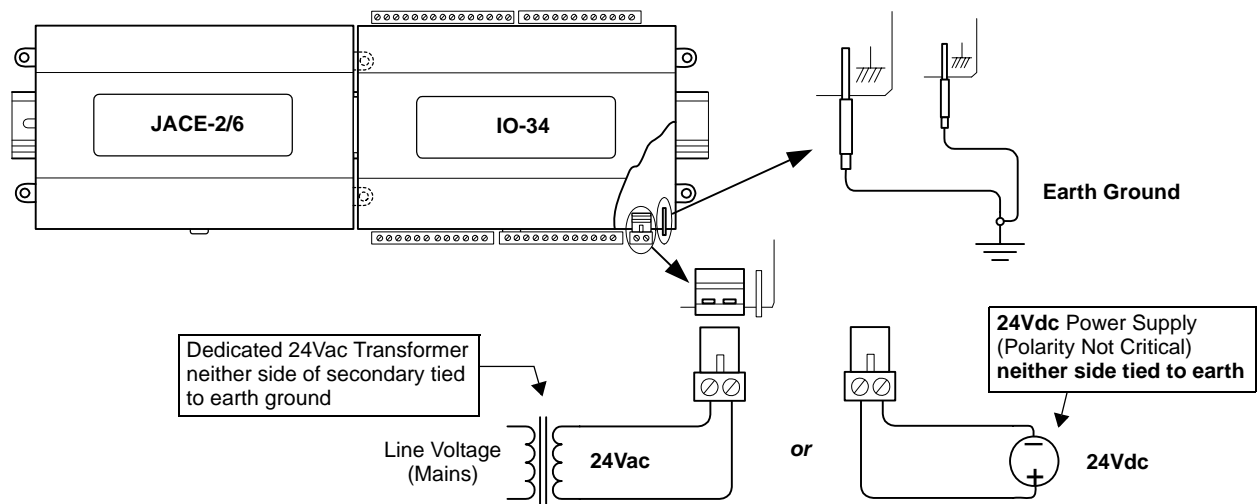 JACE-2/6
IO-34
Earth Ground
Dedicated 24Vac Transformer
neither side of secondary tied
to earth ground
24Vdc Power Supply
(Polarity Not Critical)
neither side tied to earth
Line Voltage
(Mains)
24Vac
or
24Vdc